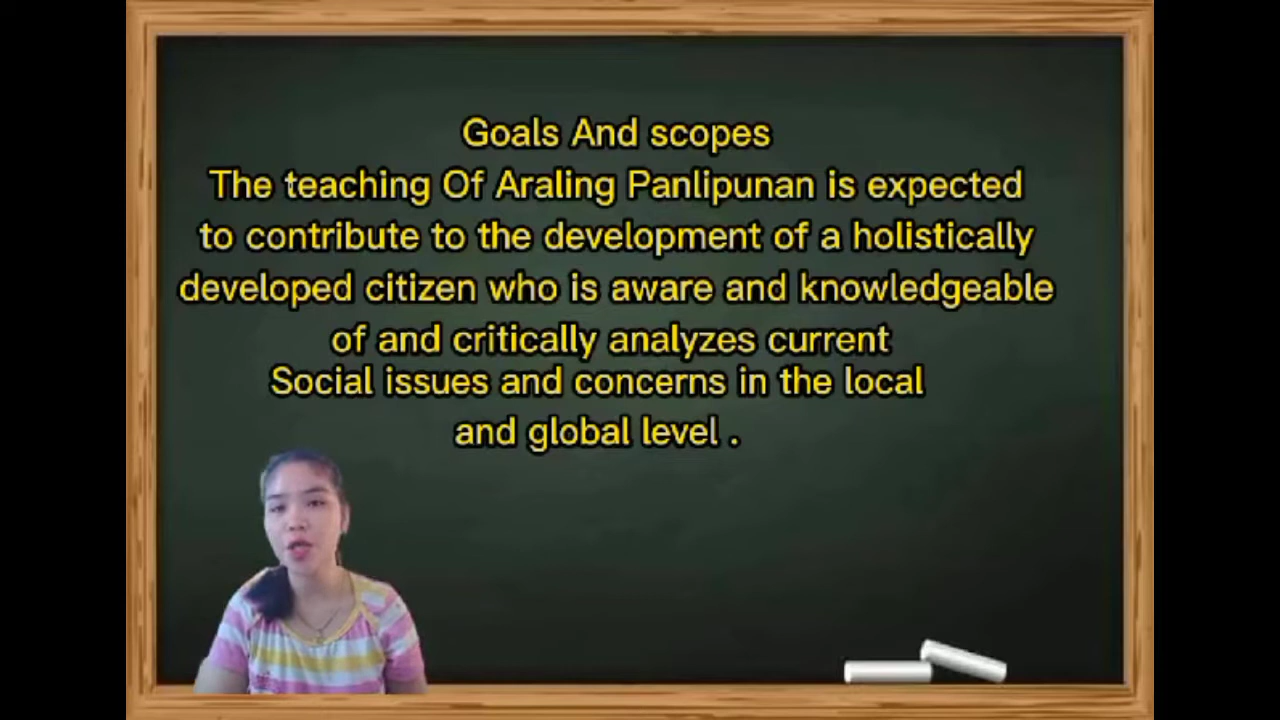 Goals And scopes
The teaching Of Araling Panlipunan is expected
to contribute to the development of a holistically
developed citizen who is aware and knowledgeable
of and critically analyzes current
Social issues and concerns in the local
and global level .